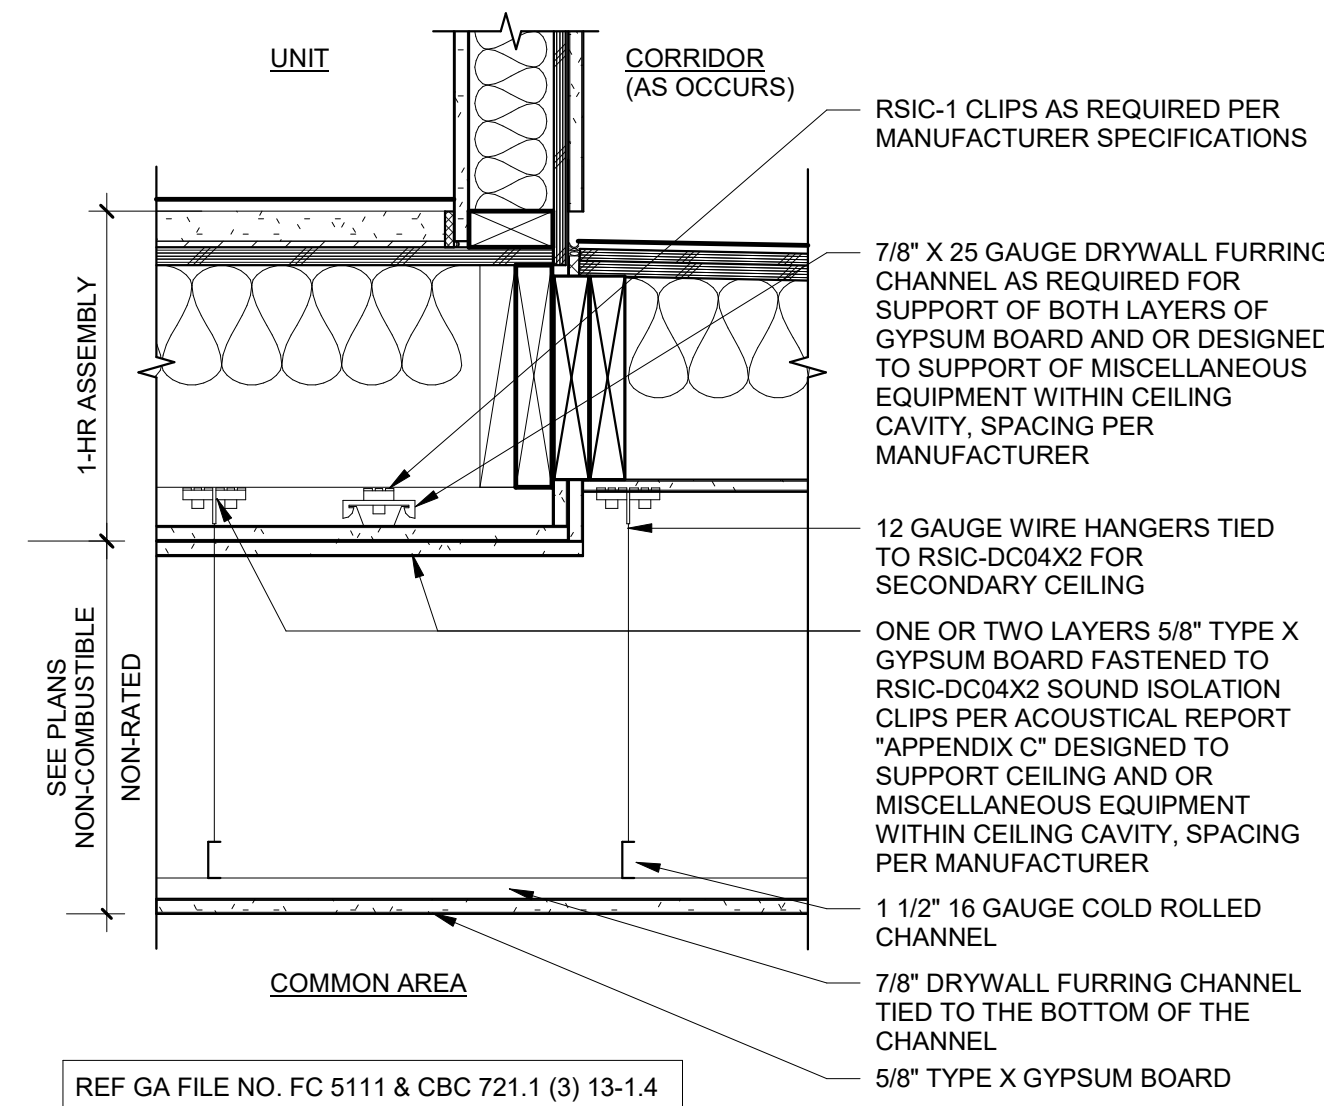 UNIT
CORRIDOR
(AS OCCURS)
RSIC-1 CLIPS AS REQUIRED PER
MANUFACTURER SPECIFICATIONS
7/8" X 25 GAUGE DRYWALL FURRING
CHANNEL AS REQUIRED FOR
SUPPORT OF BOTH LAYERS OF
GYPSUM BOARD AND OR DESIGNED
TO SUPPORT OF MISCELLANEOUS
EQUIPMENT WITHIN CEILING
CAVITY, SPACING PER
MANUFACTURER
1-HR ASSEMBLY
12 GAUGE WIRE HANGERS TIED
TO RSIC-DC04X2 FOR
SECONDARY CEILING
ONE OR TWO LAYERS 5/8" TYPE X
GYPSUM BOARD FASTENED TO
RSIC-DC04X2 SOUND ISOLATION
CLIPS PER ACOUSTICAL REPORT
"APPENDIX C" DESIGNED TO
SUPPORT CEILING AND OR
MISCELLANEOUS EQUIPMENT
WITHIN CEILING CAVITY, SPACING
PER MANUFACTURER
SEE PLANS
NON-COMBUSTIBLE
NON-RATED
1 1/2" 16 GAUGE COLD ROLLED
CHANNEL
7/8" DRYWALL FURRING CHANNEL
TIED TO THE BOTTOM OF THE
CHANNEL
5/8" TYPE X GYPSUM BOARD
COMMON AREA
REF GA FILE NO. FC 5111 & CBC 721.1 (3) 13-1.4